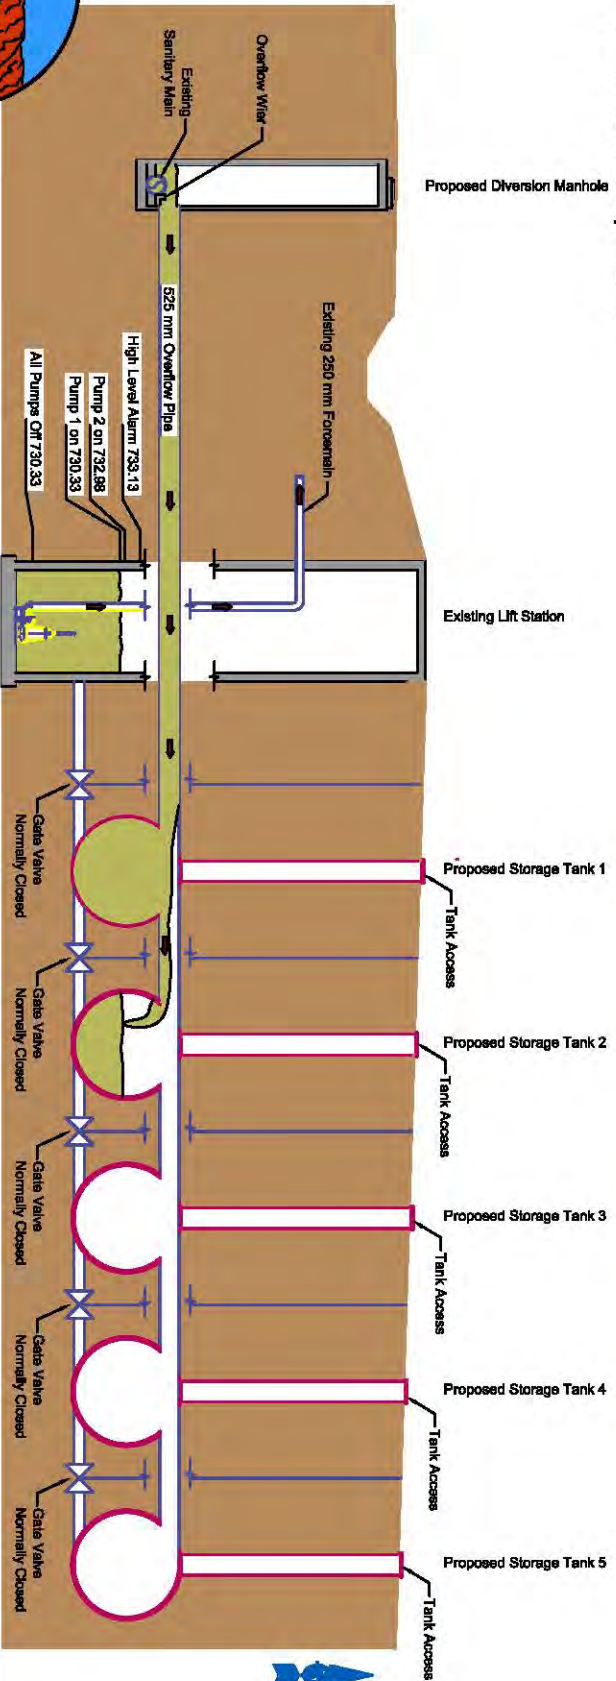 Proposed Diversion Manhole
Overflow Wier
Existing
Sanitary Main
525 mm Overflow Pipe
Existing 250 mm Forcemain
High Level Alarm 733.13
Pump 2 on 732.98
Pump 1 on 730.33
All Pumps Off 730.33
Existing Lift Station
Gate Valve
Normally Closed
Proposed Storage Tank 1
Tank Access
Gate Valve
Normally Closed
Proposed Storage Tank 2
Tank Access
Gate Valve
Normally Closed
Proposed Storage Tank 3
Tank Access
Gate Valve
Normally Closed
Proposed Storage Tank 4
Tank Access
Gate Valve
Normally Closed
Proposed Storage Tank 5
Tank Access